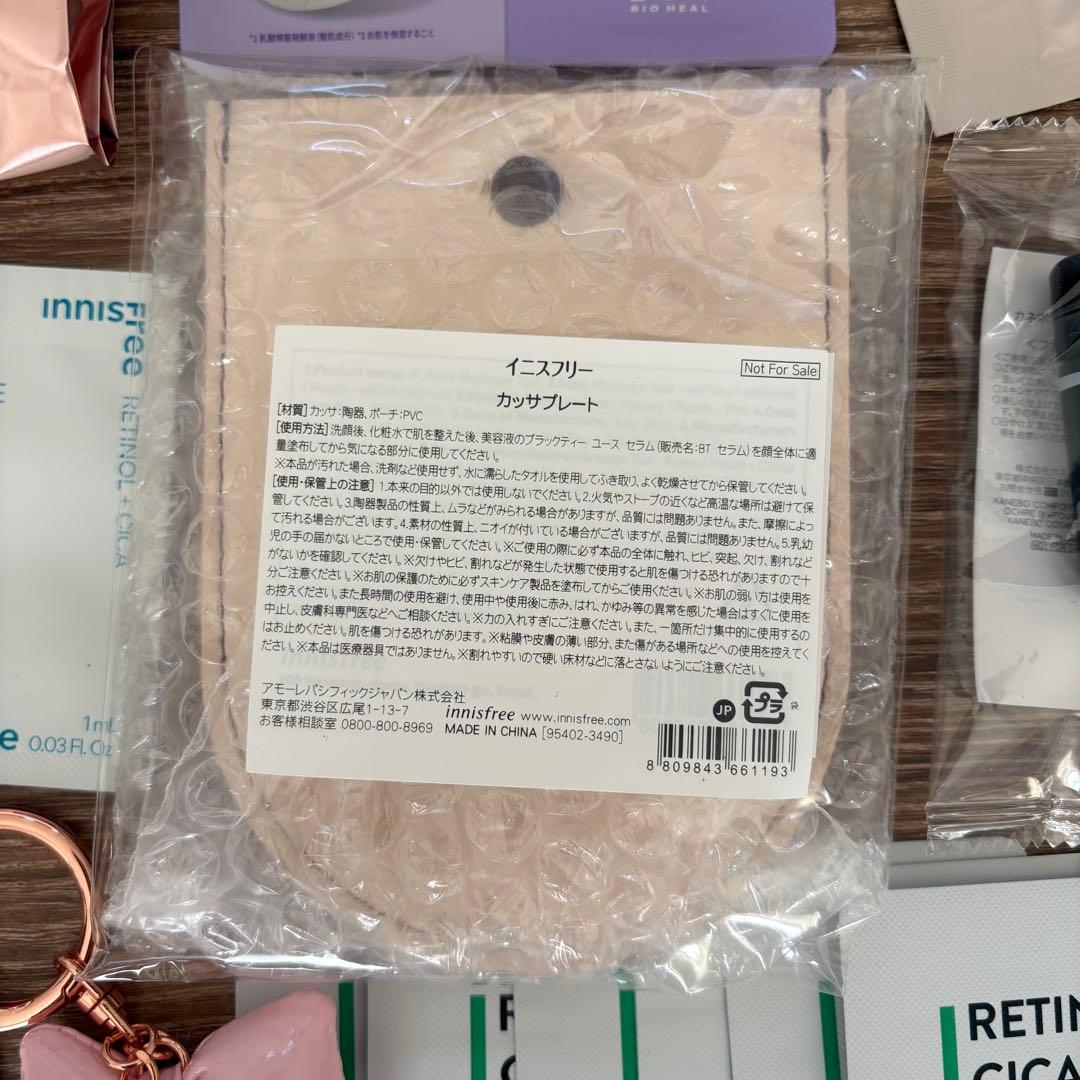 *1 乳酸桿菌発酵液(整肌成分) *2 お肌を保湿すること
BIO HEAL
innisfree
RETINOL + CICA
0.03 Fl. Oz
イニスフリー
Not For Sale
カッサプレート
[材質] カッサ:陶器、ポーチ:PVC
[使用方法] 洗顔後、化粧水で肌を整えた後、美容液のブラックティー ユース セラム(販売名:BT セラム)を顔全体に適
量塗布してから気になる部分に使用してください。
※本品が汚れた場合、洗剤など使用せず、水に濡らしたタオルを使用してふき取り、よく乾燥させてから保管してください。
[使用・保管上の注意] 1.本来の目的以外では使用しないでください。2.火気やストーブの近くなど高温な場所は避けて保
管してください。3.陶器製品の性質上、ムラなどがみられる場合がありますが、品質には問題ありません。また、摩擦によっ
て汚れる場合がございます。4.素材の性質上、ニオイが付いている場合がございますが、品質には問題ありません。5.乳幼
児の手の届かないところで使用・保管してください。※ご使用の際に必ず本品の全体に触れ、ヒビ、突起、欠け、割れなど
がないかを確認してください。※欠けやヒビ、割れなどが発生した状態で使用すると肌を傷つける恐れがありますので十
分ご注意ください。※お肌の保護のために必ずスキンケア製品を塗布してからご使用ください。※お肌の弱い方は使用を
お控えください。また長時間の使用を避け、使用中や使用後に赤み、はれ、かゆみ等の異常を感じた場合はすぐに使用を
中止し、皮膚科専門医などへご相談ください。※力の入れすぎにご注意ください。また、一箇所だけ集中的に使用するの
はお止めください。肌を傷つける恐れがあります。※粘膜や皮膚の薄い部分、また傷がある場所などへの使用を控えてく
ださい。※本品は医療器具ではありません。※割れやすいので硬い床材などに落とさないようにご注意ください。
アモーレパシフィックジャパン株式会社
東京都渋谷区広尾1-13-7
お客様相談室 0800-800-8969
innisfree www.innisfree.com
MADE IN CHINA [95402-3490]
JP プラ 袋
8 809843 661193
RETIN
CICA